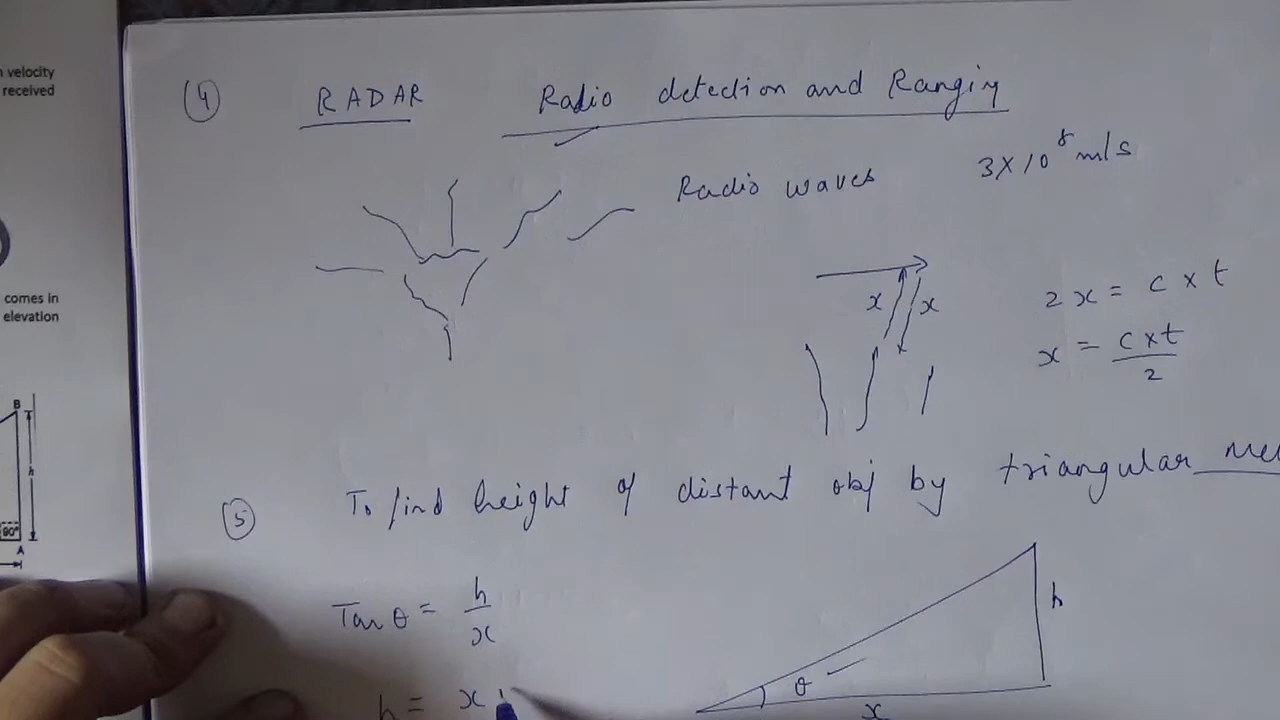 velocity
received
comes in
elevation
B
h
90°
A
(4) RADAR Radio detection and Ranging
Radio waves 3×10⁸ m/s
x x
2x = c × t
x = c×t/2
(5) To find height of distant obj by triangular
Tan θ = h/x
h
θ
x
h = x